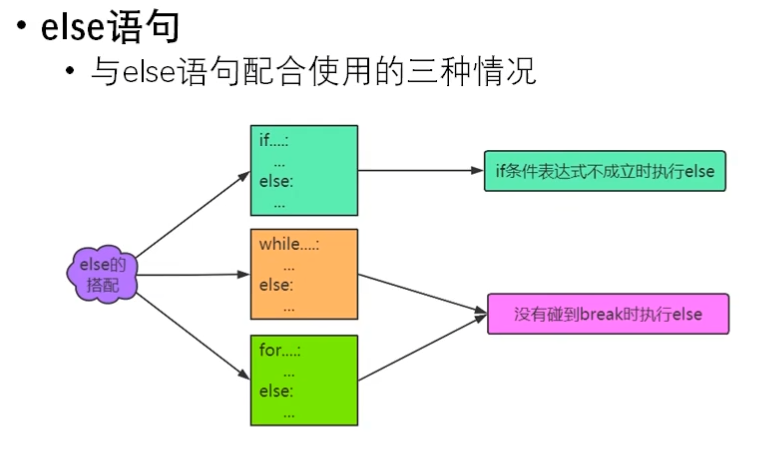 • else语句
• 与else语句配合使用的三种情况
else的
搭配
if....:
...
else:
...
if条件表达式不成立时执行else
while....:
...
else:
...
没有碰到break时执行else
for....:
...
else:
...